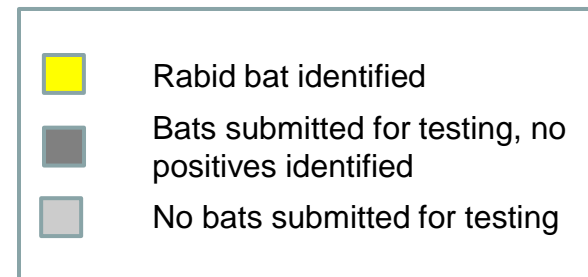 Rabid bat identified
Bats submitted for testing, no
positives identified
No bats submitted for testing